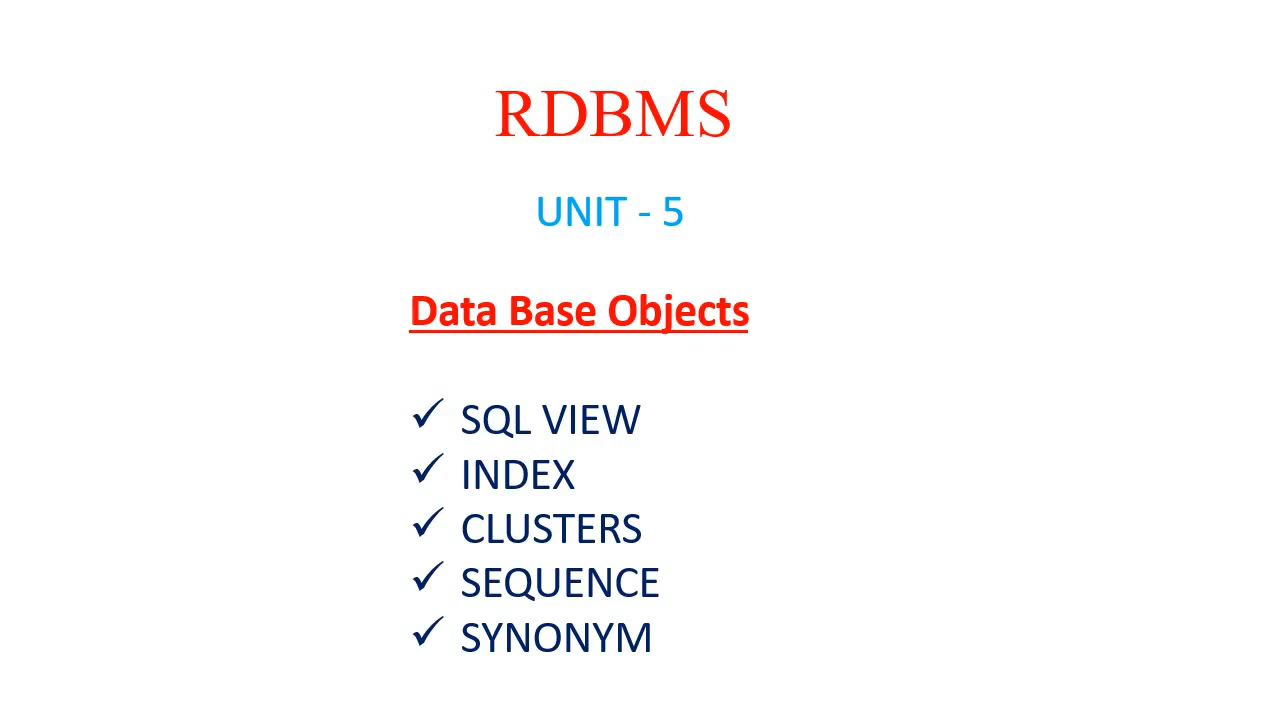 RDBMS
UNIT - 5
Data Base Objects
✓ SQL VIEW
✓ INDEX
✓ CLUSTERS
✓ SEQUENCE
✓ SYNONYM